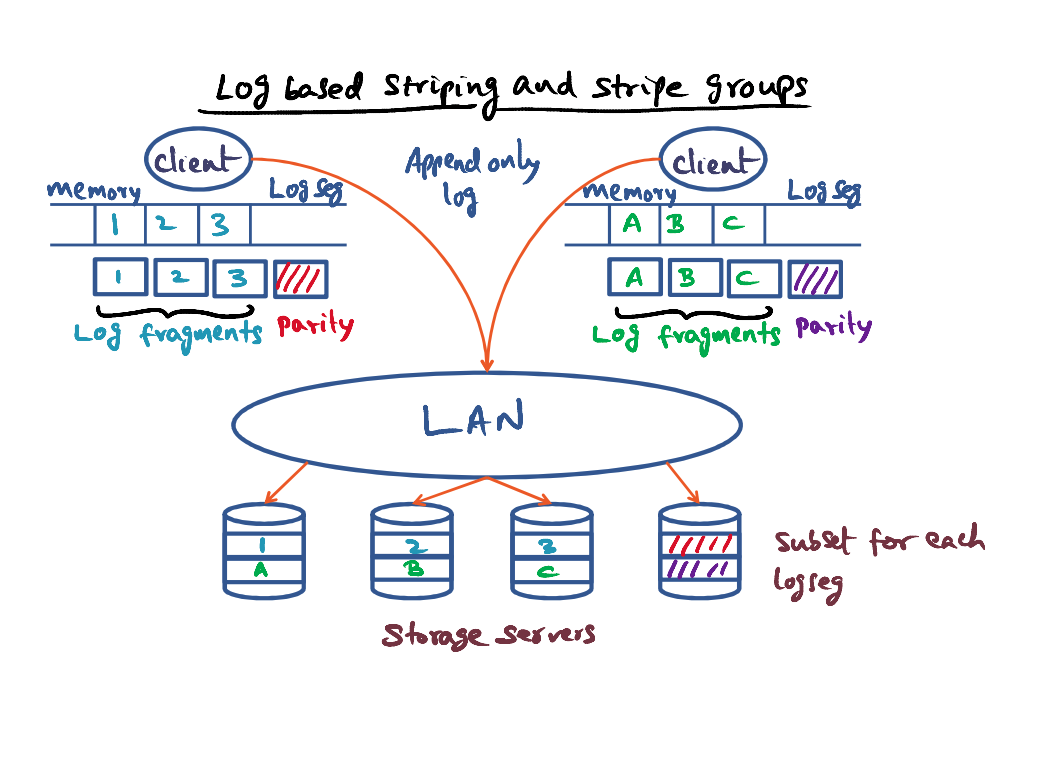 Log based striping and stripe groups
client
Append only
log
client
memory
Log seg
memory
Log seg
1 2 3
A B C
1 2 3
A B C
Log fragments
parity
Log fragments
parity
LAN
1
2
3
A
B
C
subset for each
logseg
storage servers